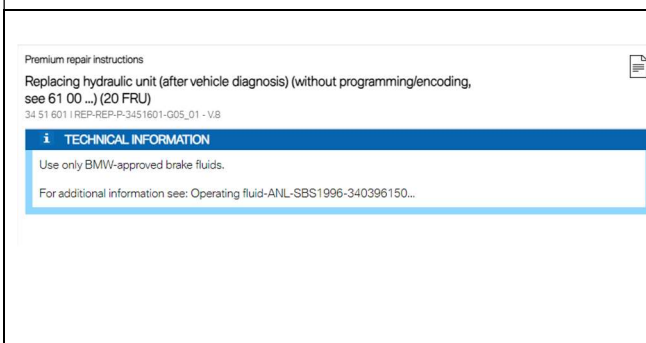 Premium repair instructions
Replacing hydraulic unit (after vehicle diagnosis) (without programming/encoding,
see 61 00 ...) (20 FRU)
34 51 601 I REP-REP-P-3451601-G05_01 - V.8
i TECHNICAL INFORMATION
Use only BMW-approved brake fluids.
For additional information see: Operating fluid-ANL-SBS1996-340396150...